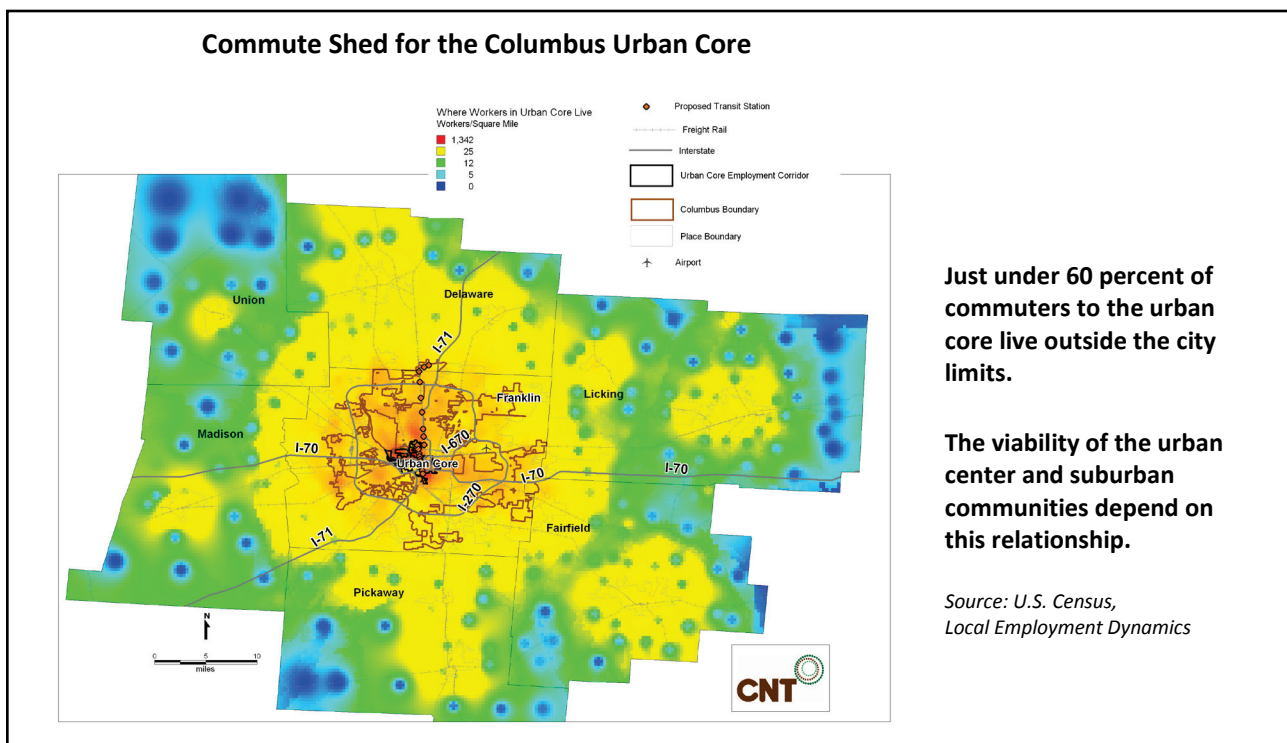 Commute Shed for the Columbus Urban Core
Where Workers in Urban Core Live
Workers/Square Mile
1,342
25
12
5
0
Proposed Transit Station
Freight Rail
Interstate
Urban Core Employment Corridor
Columbus Boundary
Place Boundary
Airport
Union
Delaware
I-71
Franklin
Licking
Madison
I-70
I-670
Urban Core
I-70
I-70
I-270
I-71
Fairfield
Pickaway
N
0 5 10
miles
CNT
Just under 60 percent of
commuters to the urban
core live outside the city
limits.
The viability of the urban
center and suburban
communities depend on
this relationship.
Source: U.S. Census,
Local Employment Dynamics